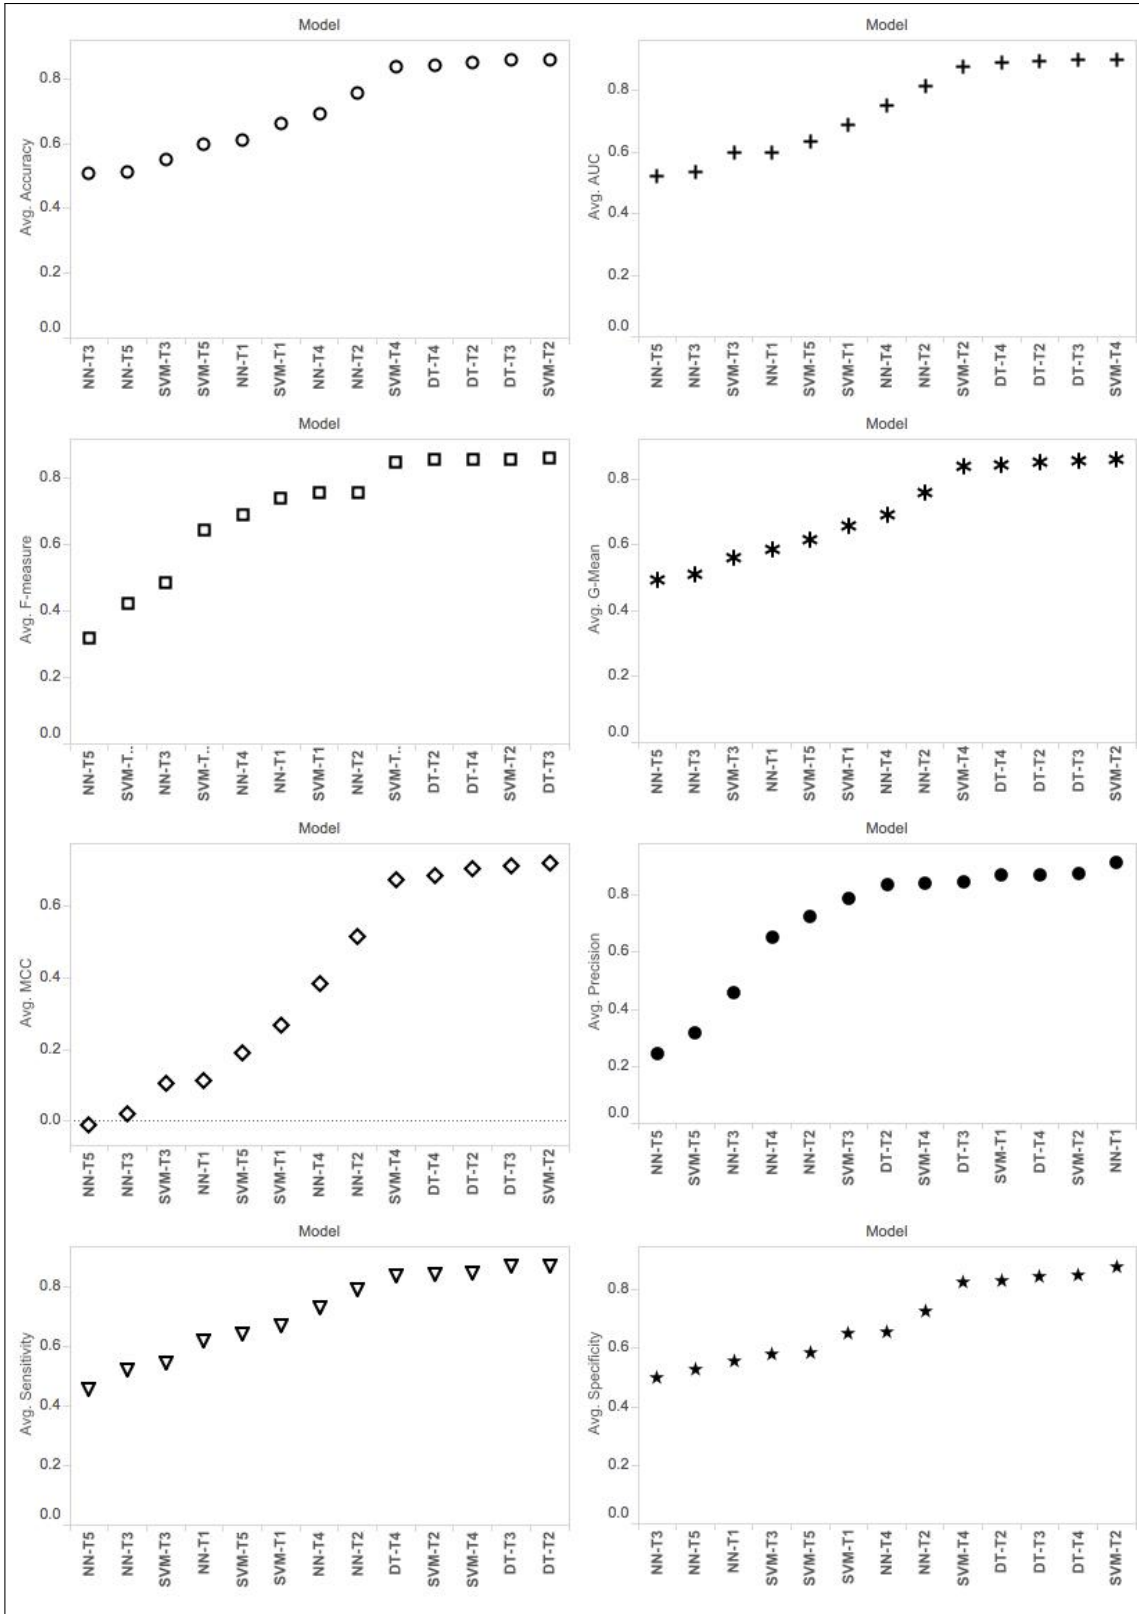 Model
Avg. Accuracy
0.8
0.6
0.4
0.2
0.0
NN-T3
NN-T5
SVM-T3
SVM-T5
NN-T1
SVM-T1
NN-T4
NN-T2
SVM-T4
DT-T4
DT-T2
DT-T3
SVM-T2
Model
Avg. AUC
0.8
0.6
0.4
0.2
0.0
NN-T5
NN-T3
SVM-T3
NN-T1
SVM-T5
SVM-T1
NN-T4
NN-T2
SVM-T2
DT-T4
DT-T2
DT-T3
SVM-T4
Model
Avg. F-measure
0.8
0.6
0.4
0.2
0.0
NN-T5
SVM-T..
NN-T3
SVM-T..
NN-T4
NN-T1
SVM-T1
NN-T2
SVM-T..
DT-T2
DT-T4
SVM-T2
DT-T3
Model
Avg. G-Mean
0.8
0.6
0.4
0.2
0.0
NN-T5
NN-T3
SVM-T3
NN-T1
SVM-T5
SVM-T1
NN-T4
NN-T2
SVM-T4
DT-T4
DT-T2
DT-T3
SVM-T2
Model
Avg. MCC
0.6
0.4
0.2
0.0
NN-T5
NN-T3
SVM-T3
NN-T1
SVM-T5
SVM-T1
NN-T4
NN-T2
SVM-T4
DT-T4
DT-T2
DT-T3
SVM-T2
Model
Avg. Precision
0.8
0.6
0.4
0.2
0.0
NN-T5
SVM-T5
NN-T3
NN-T4
NN-T2
SVM-T3
DT-T2
SVM-T4
DT-T3
SVM-T1
DT-T4
SVM-T2
NN-T1
Model
Avg. Sensitivity
0.8
0.6
0.4
0.2
0.0
NN-T5
NN-T3
SVM-T3
NN-T1
SVM-T5
SVM-T1
NN-T4
NN-T2
DT-T4
SVM-T2
SVM-T4
DT-T3
DT-T2
Model
Avg. Specificity
0.8
0.6
0.4
0.2
0.0
NN-T3
NN-T5
NN-T1
SVM-T3
SVM-T5
SVM-T1
NN-T4
NN-T2
SVM-T4
DT-T2
DT-T3
DT-T4
SVM-T2